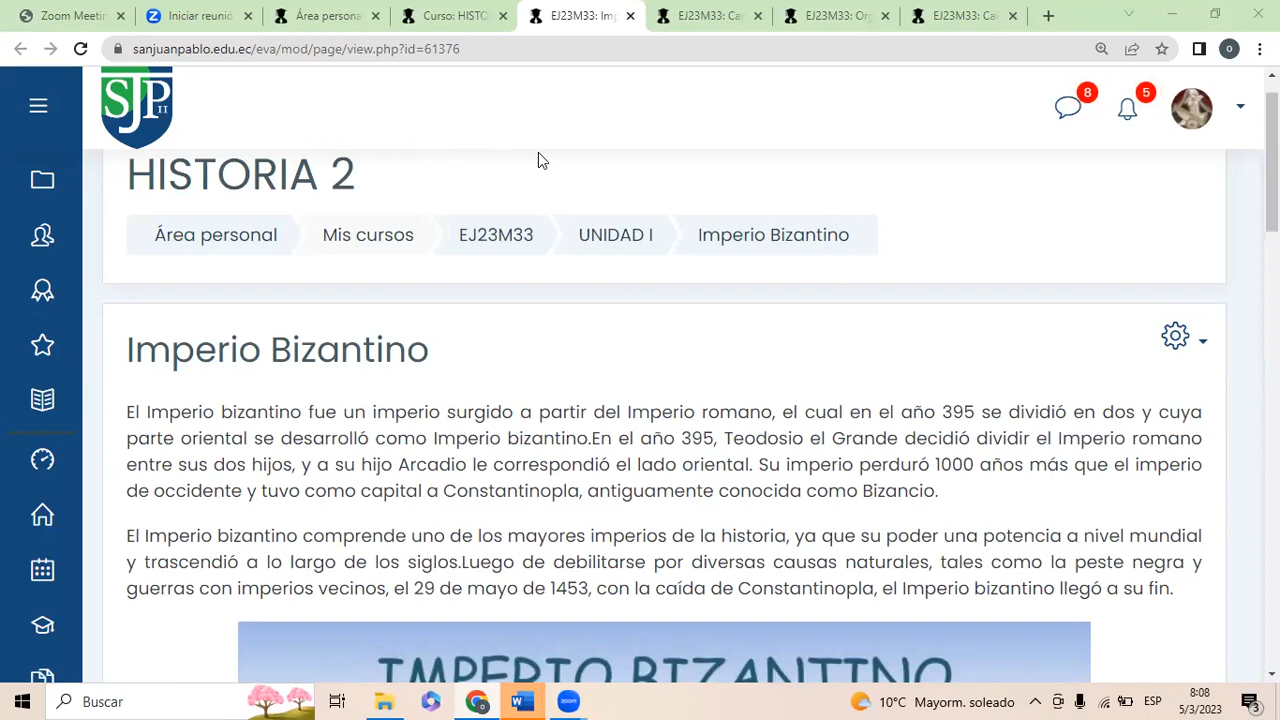 Zoom Meetin
Iniciar reunió
Área persona
Curso: HISTO
EJ23M33: Im
EJ23M33: Ca
EJ23M33: Org
EJ23M33: Ca
sanjuanpablo.edu.ec/eva/mod/page/view.php?id=61376
O
SJP II
8
5
HISTORIA 2
Área personal
Mis cursos
EJ23M33
UNIDAD I
Imperio Bizantino
Imperio Bizantino
El Imperio bizantino fue un imperio surgido a partir del Imperio romano, el cual en el año 395 se dividió en dos y cuya
parte oriental se desarrolló como Imperio bizantino.En el año 395, Teodosio el Grande decidió dividir el Imperio romano
entre sus dos hijos, y a su hijo Arcadio le correspondió el lado oriental. Su imperio perduró 1000 años más que el imperio
de occidente y tuvo como capital a Constantinopla, antiguamente conocida como Bizancio.
El Imperio bizantino comprende uno de los mayores imperios de la historia, ya que su poder una potencia a nivel mundial
y trascendió a lo largo de los siglos.Luego de debilitarse por diversas causas naturales, tales como la peste negra y
guerras con imperios vecinos, el 29 de mayo de 1453, con la caída de Constantinopla, el Imperio bizantino llegó a su fin.
IMPERIO BIZANTINO
Buscar
W
zoom
10°C Mayorm. soleado
ESP
8:08
5/3/2023
3